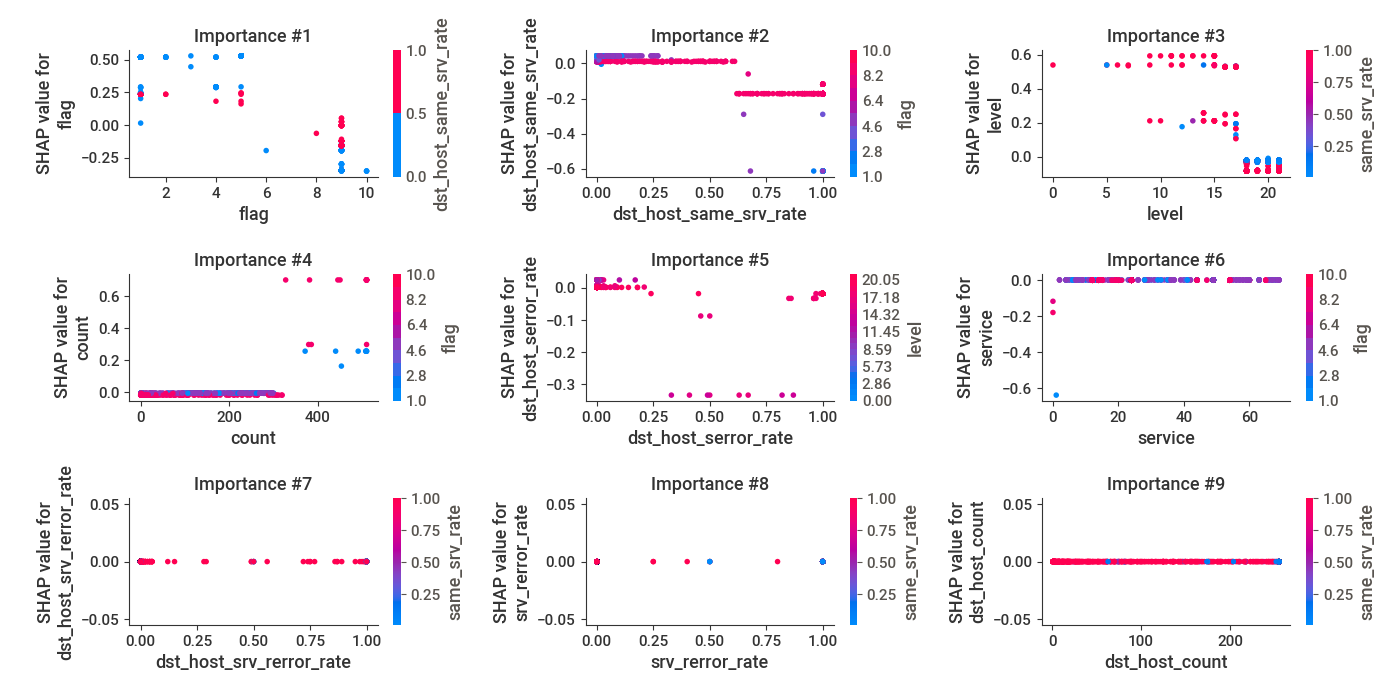 Importance #1
SHAP value for
flag
0.50
0.25
0.00
−0.25
2
4
6
8
10
flag
1.0
0.5
0.0
dst_host_same_srv_rate
Importance #2
SHAP value for
dst_host_same_srv_rate
0.0
−0.2
−0.4
−0.6
0.00
0.25
0.50
0.75
1.00
dst_host_same_srv_rate
10.0
8.2
6.4
4.6
2.8
1.0
flag
Importance #3
SHAP value for
level
0.6
0.4
0.2
0.0
0
5
10
15
20
level
1.00
0.75
0.50
0.25
same_srv_rate
Importance #4
SHAP value for
count
0.6
0.4
0.2
0.0
0
200
400
count
10.0
8.2
6.4
4.6
2.8
1.0
flag
Importance #5
SHAP value for
dst_host_serror_rate
0.0
−0.1
−0.2
−0.3
0.00
0.25
0.50
0.75
1.00
dst_host_serror_rate
20.05
17.18
14.32
11.45
8.59
5.73
2.86
0.00
level
Importance #6
SHAP value for
service
0.0
−0.2
−0.4
−0.6
0
20
40
60
service
10.0
8.2
6.4
4.6
2.8
1.0
flag
Importance #7
SHAP value for
dst_host_srv_rerror_rate
0.05
0.00
−0.05
0.00
0.25
0.50
0.75
1.00
dst_host_srv_rerror_rate
1.00
0.75
0.50
0.25
same_srv_rate
Importance #8
SHAP value for
srv_rerror_rate
0.05
0.00
−0.05
0.00
0.25
0.50
0.75
1.00
srv_rerror_rate
1.00
0.75
0.50
0.25
same_srv_rate
Importance #9
SHAP value for
dst_host_count
0.05
0.00
−0.05
0
100
200
dst_host_count
1.00
0.75
0.50
0.25
same_srv_rate